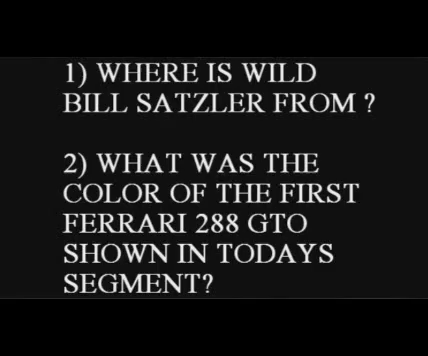 1) WHERE IS WILD
BILL SATZLER FROM ?
2) WHAT WAS THE
COLOR OF THE FIRST
FERRARI 288 GTO
SHOWN IN TODAYS
SEGMENT?